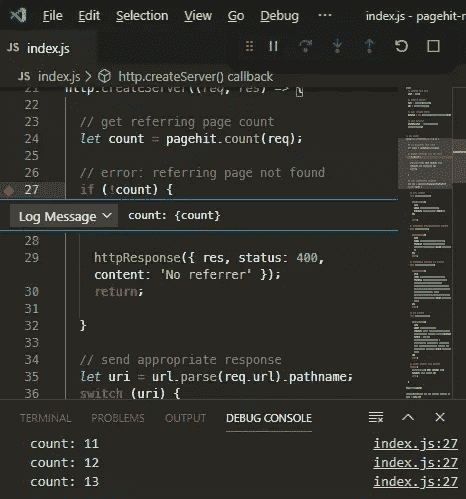 File Edit Selection View Go Debug ··· index.js - pagehit-r
JS index.js
JS index.js > http.createServer() callback
21 http.createServer((req, res) => {
22
23 // get referring page count
24 let count = pagehit.count(req);
25
26 // error: referring page not found
27 if (!count) {
Log Message count: {count}
28
29 httpResponse({ res, status: 400,
content: 'No referrer' });
30 return;
31
32 }
33
34 // send appropriate response
35 let uri = url.parse(req.url).pathname;
36 switch (uri) {
TERMINAL PROBLEMS OUTPUT DEBUG CONSOLE
count: 11 index.js:27
count: 12 index.js:27
count: 13 index.js:27